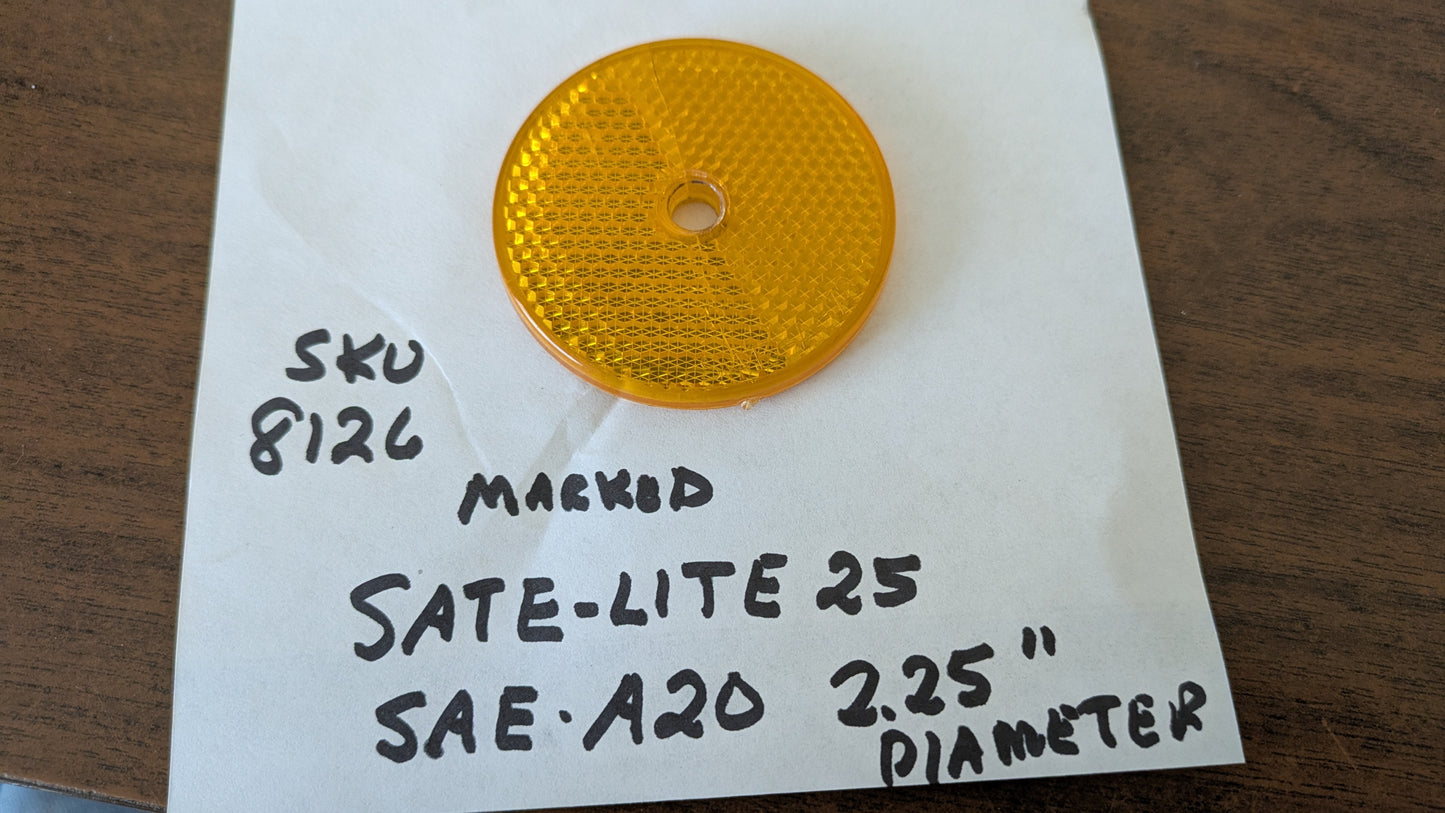 SKU
8126
MARKED
SATE-LITE 25
SAE-A20 2.25"
DIAMETER